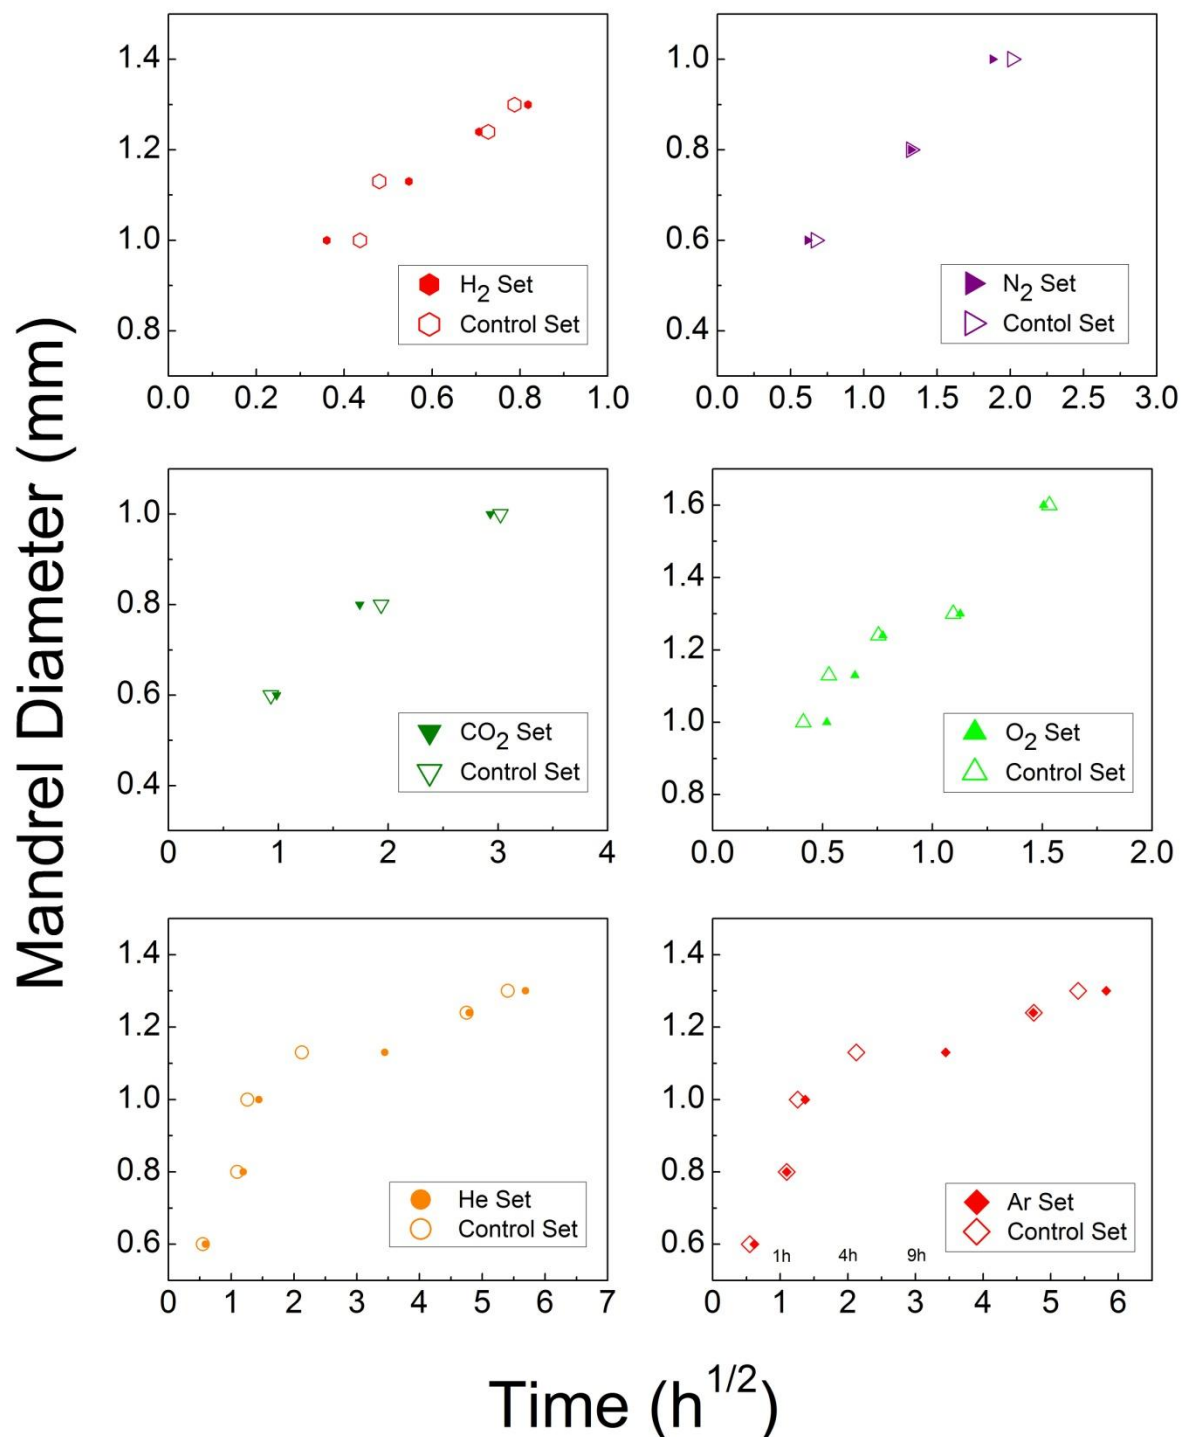 Mandrel Diameter (mm)
1.4
1.2
1.0
0.8
0.0 0.2 0.4 0.6 0.8 1.0
H2 Set
Control Set
1.0
0.8
0.6
0.4
0.0 0.5 1.0 1.5 2.0 2.5 3.0
N2 Set
Contol Set
1.0
0.8
0.6
0.4
0 1 2 3 4
CO2 Set
Control Set
1.6
1.4
1.2
1.0
0.8
0.0 0.5 1.0 1.5 2.0
O2 Set
Control Set
1.4
1.2
1.0
0.8
0.6
0 1 2 3 4 5 6 7
He Set
Control Set
1.4
1.2
1.0
0.8
0.6
1h 4h 9h
0 1 2 3 4 5 6
Ar Set
Control Set
Time (h1/2)